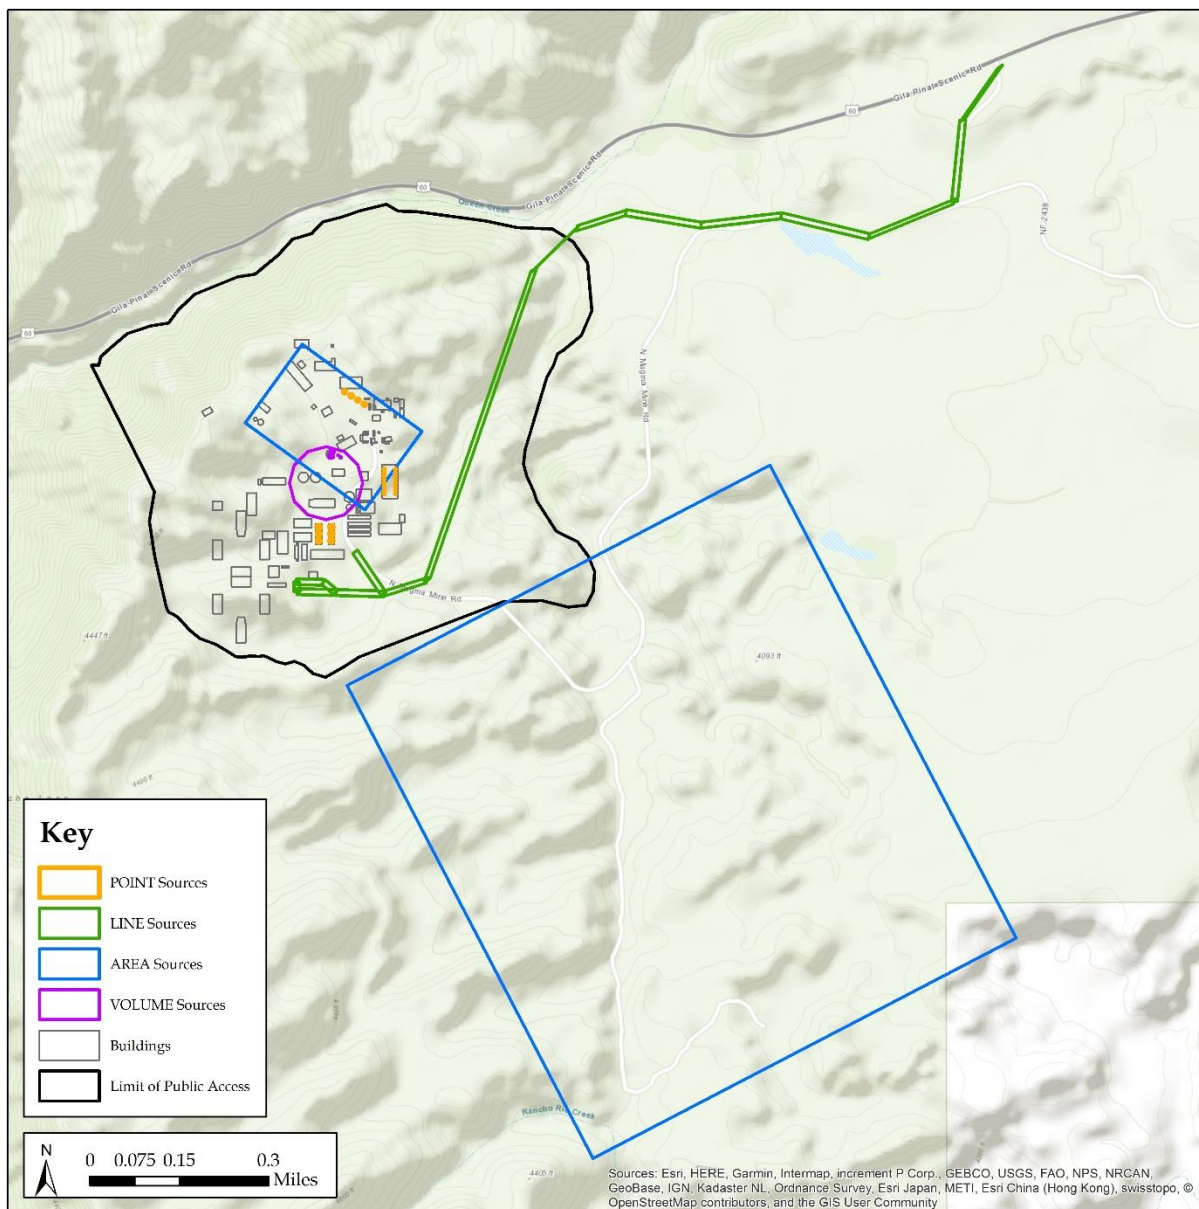 Gila-Pinal Scenic Rd
60
60
Gila-Pinal Scenic Rd
Queen Creek
NF-2438
Gila-Pinal Scenic Rd
60
N Magma Mine Rd
N Magma Mine Rd
4447 ft
4093 ft
4406 ft
Key
POINT Sources
LINE Sources
AREA Sources
VOLUME Sources
Buildings
Limit of Public Access
Rancho Rio Creek
N
0 0.075 0.15 0.3
Miles
4405 ft
Sources: Esri, HERE, Garmin, Intermap, increment P Corp., GEBCO, USGS, FAO, NPS, NRCAN,
GeoBase, IGN, Kadaster NL, Ordnance Survey, Esri Japan, METI, Esri China (Hong Kong), swisstopo, ©
OpenStreetMap contributors, and the GIS User Community